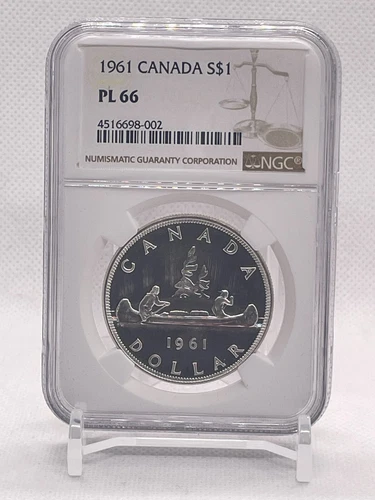 1961 CANADA S$1
PL 66
4516698-002
NUMISMATIC GUARANTY CORPORATION
NGC®
CANADA
1961
DOLLAR